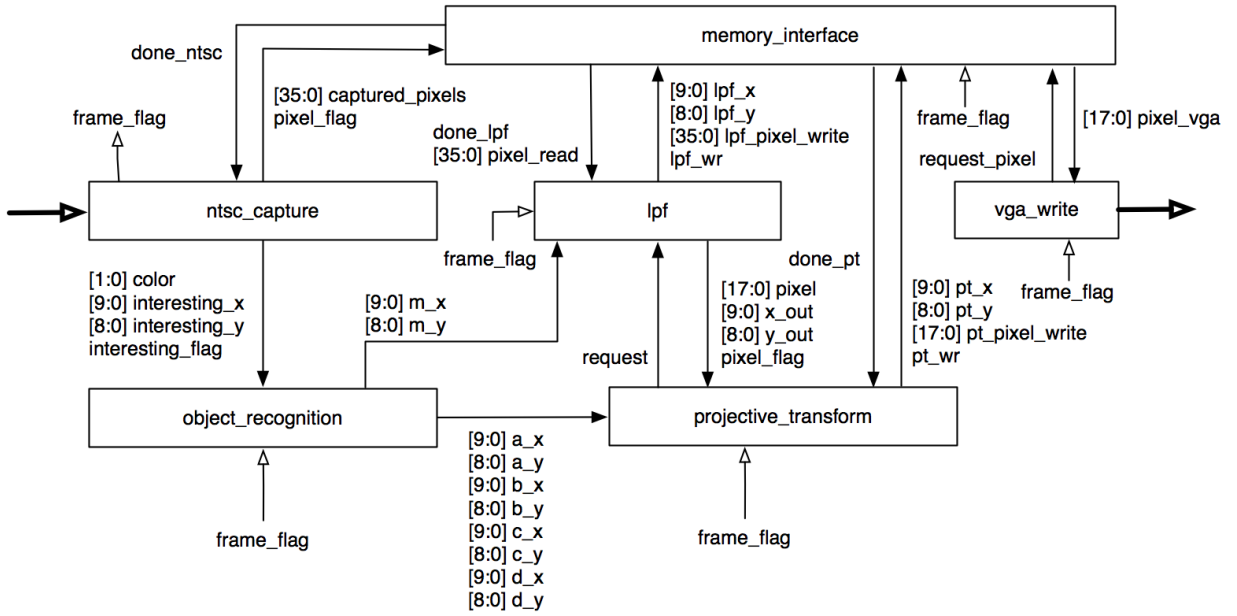 memory_interface
done_ntsc
[35:0] captured_pixels
pixel_flag
frame_flag
done_lpf
[35:0] pixel_read
[9:0] lpf_x
[8:0] lpf_y
[35:0] lpf_pixel_write
lpf_wr
frame_flag
[17:0] pixel_vga
request_pixel
ntsc_capture
lpf
vga_write
frame_flag
done_pt
frame_flag
[1:0] color
[9:0] interesting_x
[8:0] interesting_y
interesting_flag
[9:0] m_x
[8:0] m_y
request
[17:0] pixel
[9:0] x_out
[8:0] y_out
pixel_flag
[9:0] pt_x
[8:0] pt_y
[17:0] pt_pixel_write
pt_wr
object_recognition
projective_transform
[9:0] a_x
[8:0] a_y
[9:0] b_x
[8:0] b_y
[9:0] c_x
[8:0] c_y
[9:0] d_x
[8:0] d_y
frame_flag
frame_flag